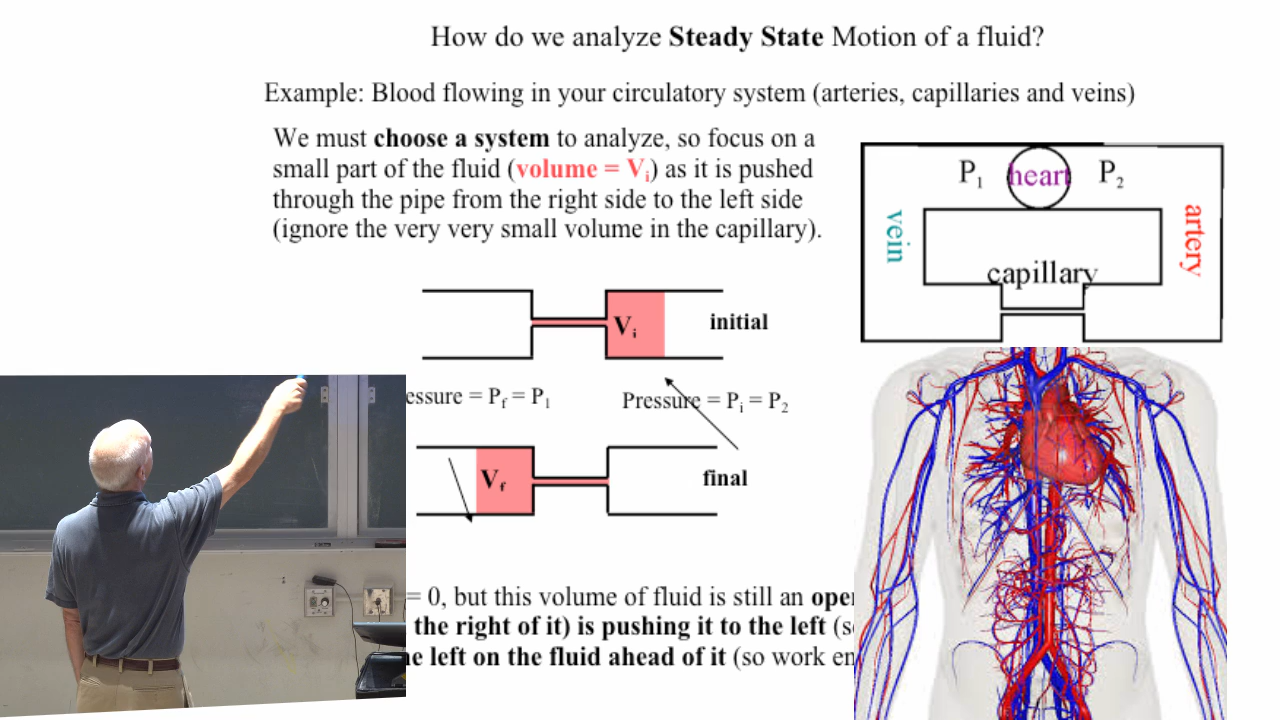 How do we analyze Steady State Motion of a fluid?
Example: Blood flowing in your circulatory system (arteries, capillaries and veins)
We must choose a system to analyze, so focus on a
small part of the fluid (volume = Vi) as it is pushed
through the pipe from the right side to the left side
(ignore the very very small volume in the capillary).
P1 heart P2
vein
artery
capillary
Vi initial
essure = Pf = P1
Pressure = Pi = P2
Vf final
= 0, but this volume of fluid is still an
the right of it) is pushing it to the left
left on the fluid ahead of it (so work